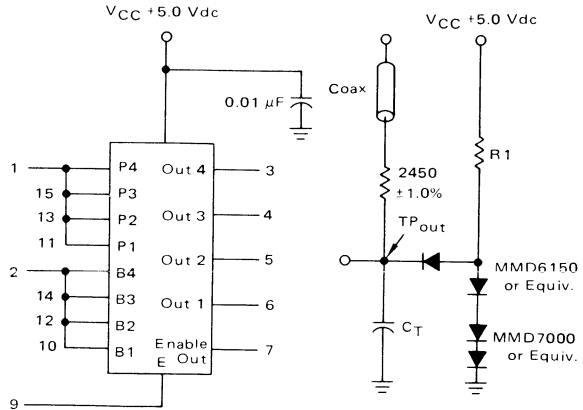 VCC +5.0 Vdc
0.01 μF
1
15
13
11
2
14
12
10
9
P4
P3
P2
P1
B4
B3
B2
B1
Out 4
Out 3
Out 2
Out 1
Enable
E Out
3
4
5
6
7
Coax
2450
±1.0%
TPout
CT
VCC +5.0 Vdc
R1
MMD6150
or Equiv.
MMD7000
or Equiv.